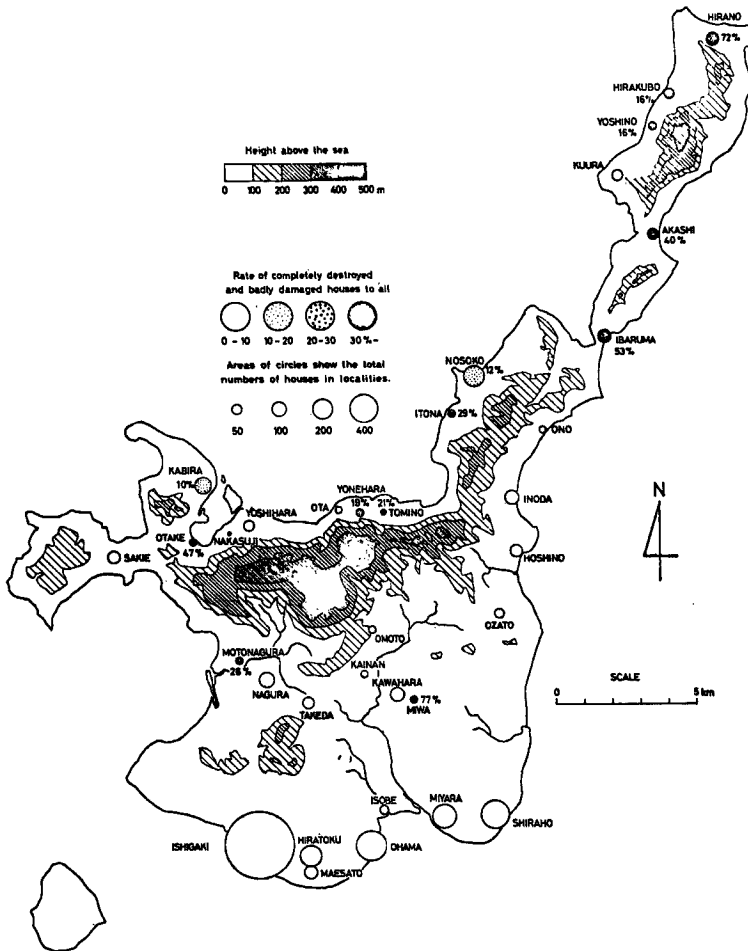 HIRANO
72%
HIRAKUBO
16%
YOSHINO
16%
KUURA
AKASHI
40%
Height above the sea
0 100 200 300 400 500 m
Rate of completely destroyed
and badly damaged houses to all
0-10 10-20 20-30 30%-
Areas of circles show the total
numbers of houses in localities.
50 100 200 400
IBARUMA
53%
NOSOKO
12%
ITONA 29%
ONO
KABIRA
10%
YONEHARA
OTA 19% 21% TOMINO
YOSHIHARA
INODA
OTAKE
47%
NAKASUJI
SAKIE
HOSHINO
N
OZATO
OMOTO
MOTONAGURA
26%
KAINAN
NAGURA
KAWAHARA
77%
MIWA
TAKEDA
SCALE
0 5 km
ISOBE
MIYARA
SHIRAHO
ISHIGAKI
HIRATOKU
OHAMA
MAESATO